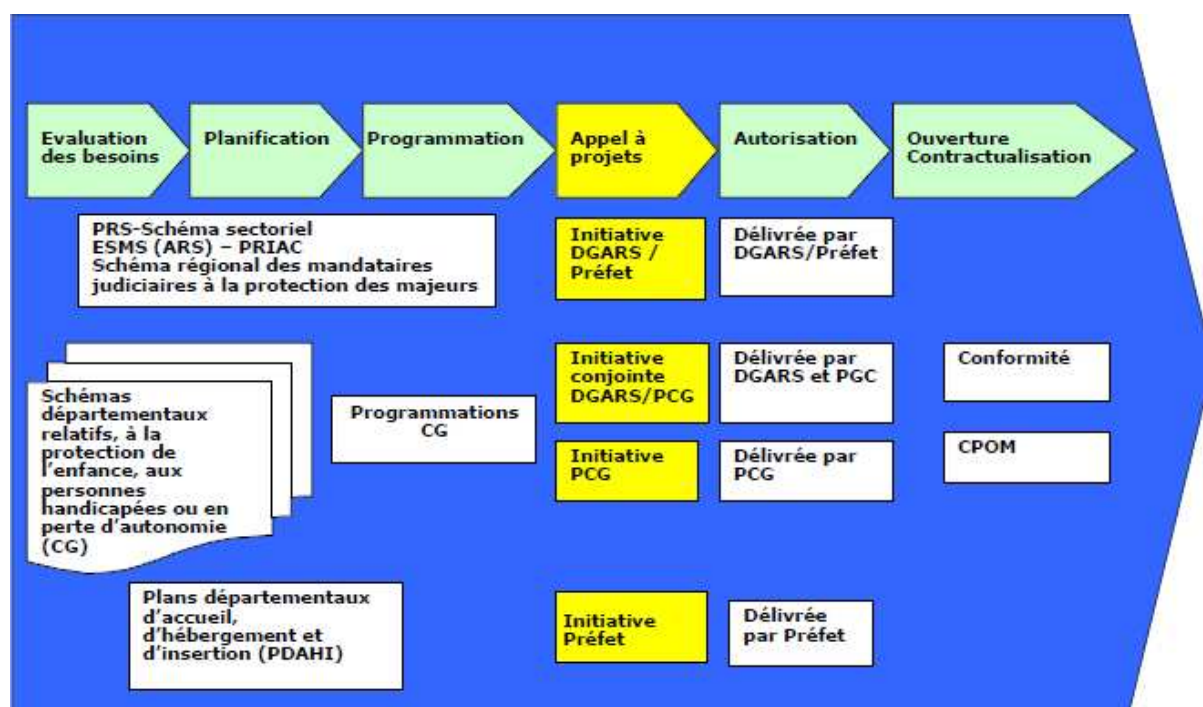 Evaluation
des besoins
Planification
Programmation
Appel à
projets
Autorisation
Ouverture
Contractualisation
PRS-Schéma sectoriel
ESMS (ARS) – PRIAC
Schéma régional des mandataires
judiciaires à la protection des majeurs
Initiative
DGARS /
Préfet
Délivrée par
DGARS/Préfet
Schémas
départementaux
relatifs, à la
protection de
l’enfance, aux
personnes
handicapées ou en
perte d’autonomie
(CG)
Programmations
CG
Initiative
conjointe
DGARS/PCG
Délivrée par
DGARS et PGC
Conformité
Initiative
PCG
Délivrée par
PCG
CPOM
Plans départementaux
d’accueil,
d’hébergement et
d’insertion (PDAHI)
Initiative
Préfet
Délivrée
par Préfet